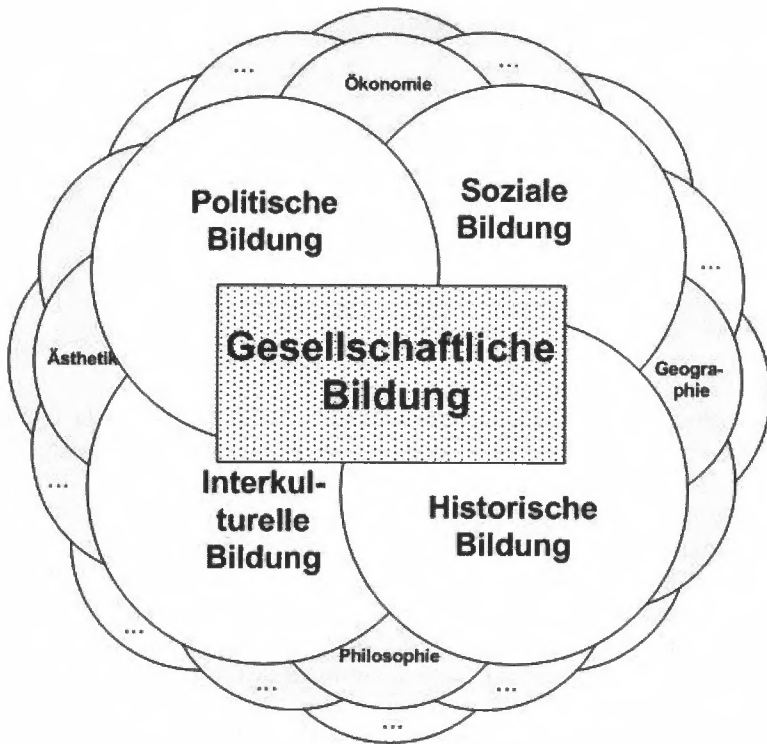 ...
...
Ökonomie
Politische
Bildung
Soziale
Bildung
...
Gesellschaftliche
Bildung
Ästhetik
Geogra-
phie
...
Interkul-
turelle
Bildung
Historische
Bildung
...
Philosophie
...
...
...